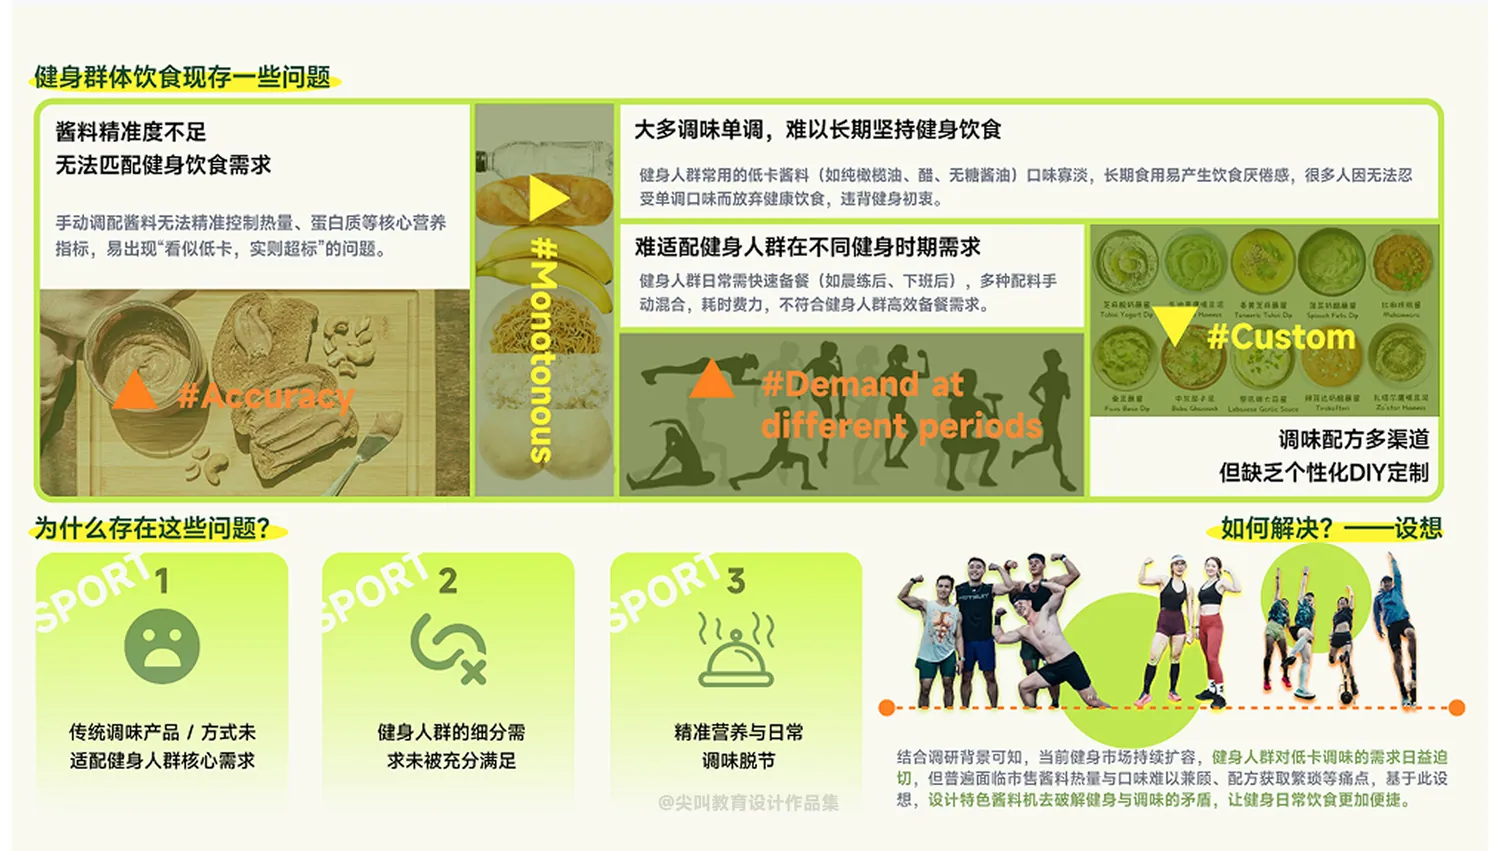 健身群体饮食现存一些问题
酱料精准度不足
无法匹配健身饮食需求
手动调配酱料无法精准控制热量、蛋白质等核心营养
指标，易出现“看似低卡，实则超标”的问题。
#Accuracy
#Monotonous
大多调味单调，难以长期坚持健身饮食
健身人群常用的低卡酱料（如纯橄榄油、醋、无糖酱油）口味寡淡，长期食用易产生饮食厌倦感，很多人因无法忍
受单调口味而放弃健康饮食，违背健身初衷。
难适配健身人群在不同健身时期需求
健身人群日常需快速备餐（如晨练后、下班后），多种配料手
动混合，耗时费力，不符合健身人群高效备餐需求。
#Demand at
different periods
Turmeric Tahini Dip
Muhammara
#Custom
Fava Bean Dip
Baba Ghanoush
Labanese Garlic Sauce
Tirokafteri
Za'atar Hummus
调味配方多渠道
但缺乏个性化DIY定制
为什么存在这些问题？
SPORT
1
传统调味产品 / 方式未
适配健身人群核心需求
SPORT
2
健身人群的细分需
求未被充分满足
SPORT
3
精准营养与日常
调味脱节
如何解决？——设想
结合调研背景可知，当前健身市场持续扩容，健身人群对低卡调味的需求日益迫
切，但普遍面临市售酱料热量与口味难以兼顾、配方获取繁琐等痛点，基于此设
想，设计特色酱料机去破解健身与调味的矛盾，让健身日常饮食更加便捷。
@尖叫教育设计作品集